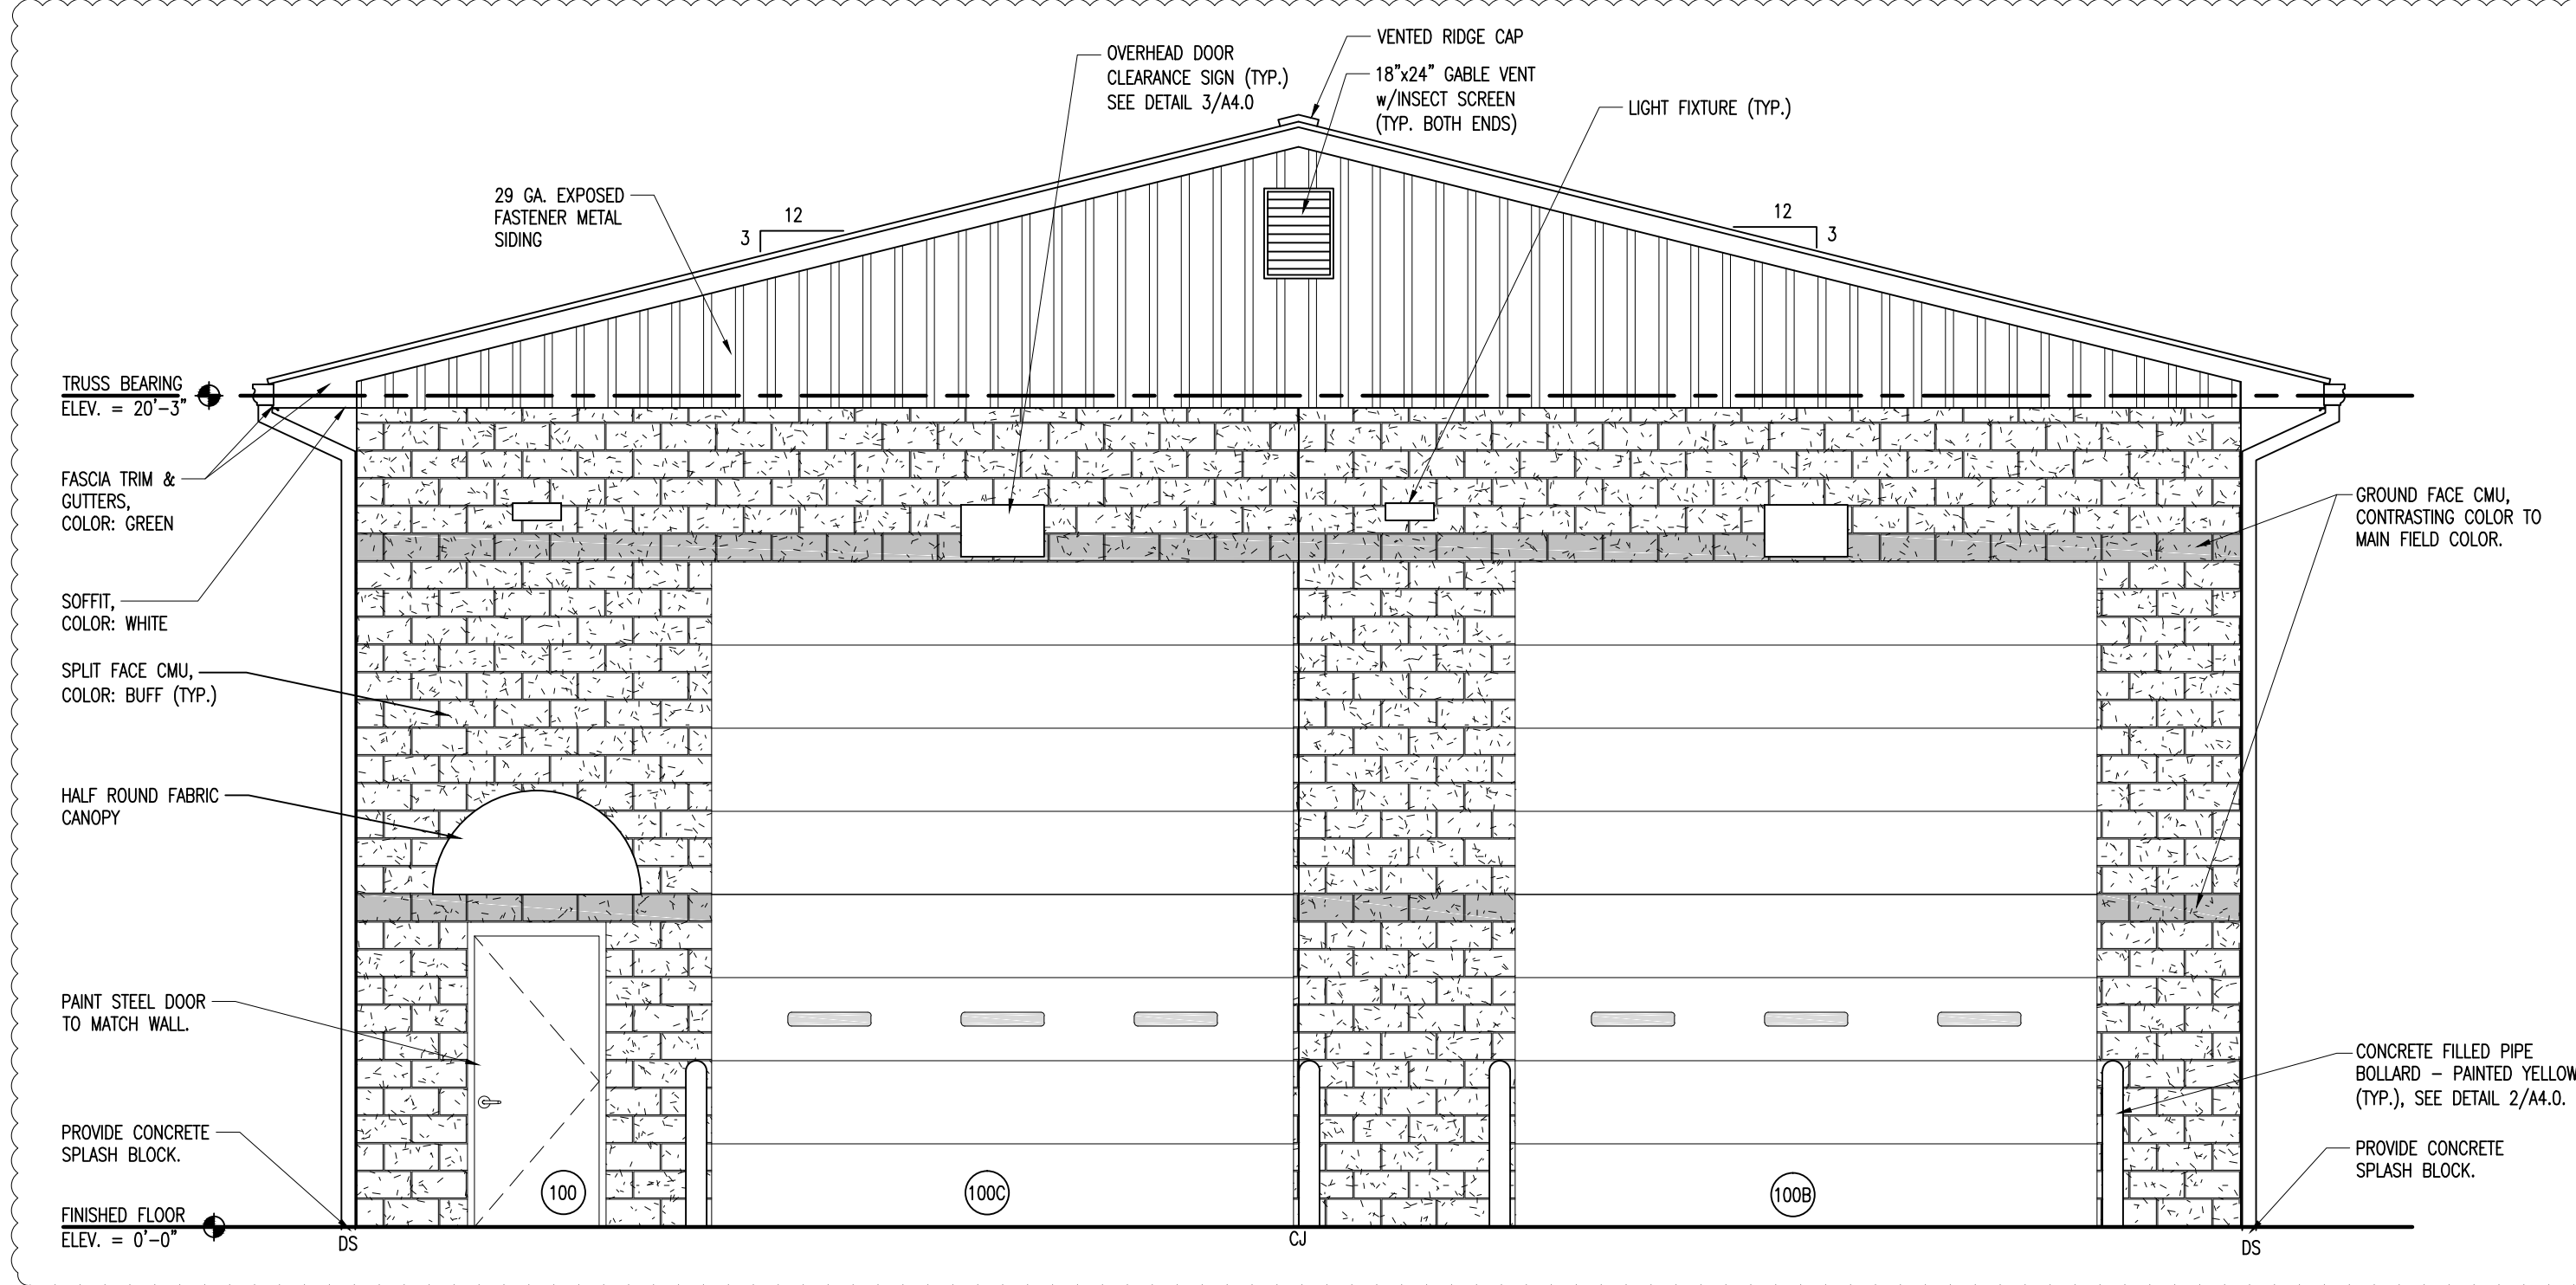 VENTED RIDGE CAP
OVERHEAD DOOR
CLEARANCE SIGN (TYP.)
SEE DETAIL 3/A4.0
18"x24" GABLE VENT
w/INSECT SCREEN
(TYP. BOTH ENDS)
LIGHT FIXTURE (TYP.)
29 GA. EXPOSED
FASTENER METAL
SIDING
12
3
12
3
TRUSS BEARING
ELEV. = 20'-3"
FASCIA TRIM &
GUTTERS,
COLOR: GREEN
GROUND FACE CMU,
CONTRASTING COLOR TO
MAIN FIELD COLOR.
SOFFIT,
COLOR: WHITE
SPLIT FACE CMU,
COLOR: BUFF (TYP.)
HALF ROUND FABRIC
CANOPY
PAINT STEEL DOOR
TO MATCH WALL.
CONCRETE FILLED PIPE
BOLLARD – PAINTED YELLOW
(TYP.), SEE DETAIL 2/A4.0.
PROVIDE CONCRETE
SPLASH BLOCK.
PROVIDE CONCRETE
SPLASH BLOCK.
100
100C
100B
FINISHED FLOOR
ELEV. = 0'-0"
DS
CJ
DS